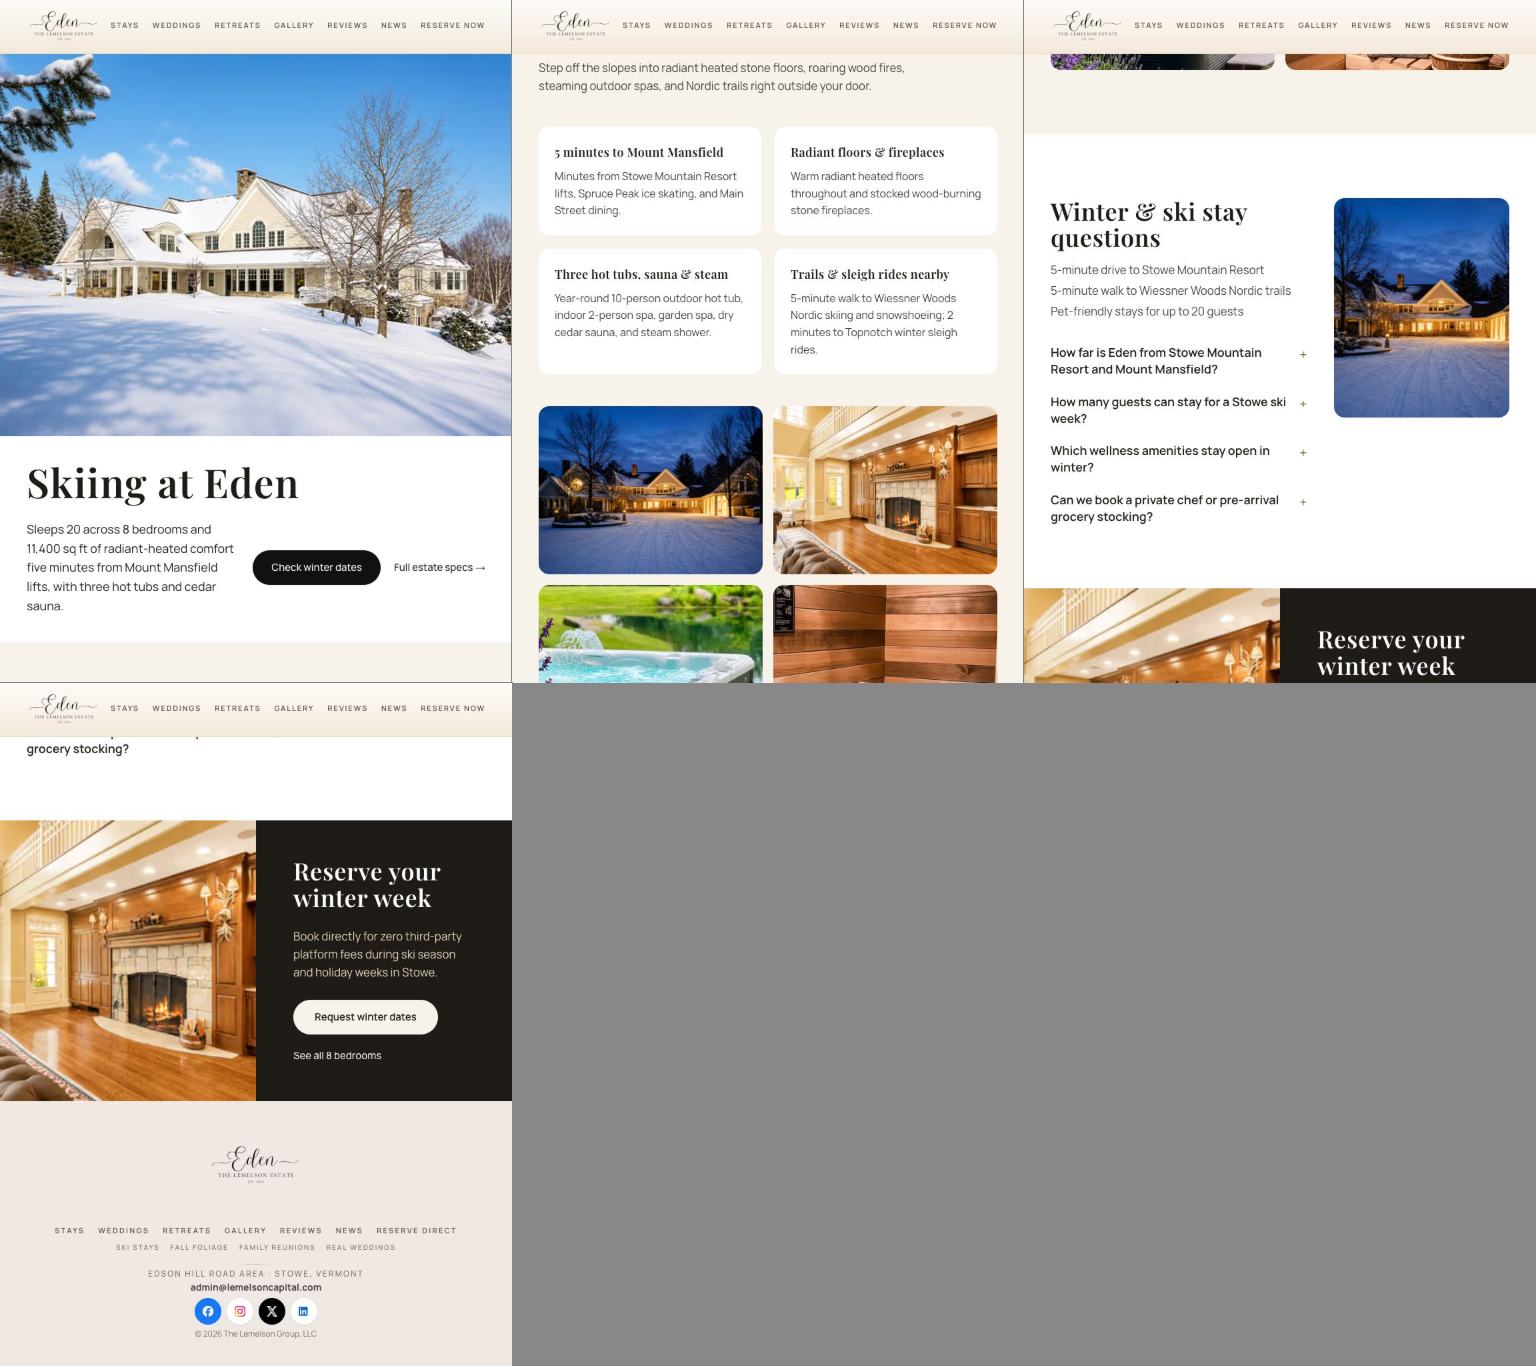 Eden
THE LEMELSON ESTATE
STAYS WEDDINGS RETREATS GALLERY REVIEWS NEWS RESERVE NOW
Skiing at Eden
Sleeps 20 across 8 bedrooms and
11,400 sq ft of radiant-heated comfort
five minutes from Mount Mansfield
lifts, with three hot tubs and cedar
sauna.
Check winter dates
Full estate specs →
Eden
THE LEMELSON ESTATE
STAYS WEDDINGS RETREATS GALLERY REVIEWS NEWS RESERVE NOW
Step off the slopes into radiant heated stone floors, roaring wood fires,
steaming outdoor spas, and Nordic trails right outside your door.
5 minutes to Mount Mansfield
Minutes from Stowe Mountain Resort
lifts, Spruce Peak ice skating, and Main
Street dining.
Radiant floors & fireplaces
Warm radiant heated floors
throughout and stocked wood-burning
stone fireplaces.
Three hot tubs, sauna & steam
Year-round 10-person outdoor hot tub,
indoor 2-person spa, garden spa, dry
cedar sauna, and steam shower.
Trails & sleigh rides nearby
5-minute walk to Wiessner Woods
Nordic skiing and snowshoeing; 2
minutes to Topnotch winter sleigh
rides.
Eden
THE LEMELSON ESTATE
STAYS WEDDINGS RETREATS GALLERY REVIEWS NEWS RESERVE NOW
Winter & ski stay
questions
5-minute drive to Stowe Mountain Resort
5-minute walk to Wiessner Woods Nordic trails
Pet-friendly stays for up to 20 guests
How far is Eden from Stowe Mountain
Resort and Mount Mansfield?
+
How many guests can stay for a Stowe ski
week?
+
Which wellness amenities stay open in
winter?
+
Can we book a private chef or pre-arrival
grocery stocking?
+
Reserve your
winter week
Eden
THE LEMELSON ESTATE
STAYS WEDDINGS RETREATS GALLERY REVIEWS NEWS RESERVE NOW
grocery stocking?
Reserve your
winter week
Book directly for zero third-party
platform fees during ski season
and holiday weeks in Stowe.
Request winter dates
See all 8 bedrooms
Eden
THE LEMELSON ESTATE
STAYS WEDDINGS RETREATS GALLERY REVIEWS NEWS RESERVE DIRECT
SKI STAYS FALL FOLIAGE FAMILY REUNIONS REAL WEDDINGS
EDSON HILL ROAD AREA · STOWE, VERMONT
admin@lemelsoncapital.com
© 2026 The Lemelson Group, LLC